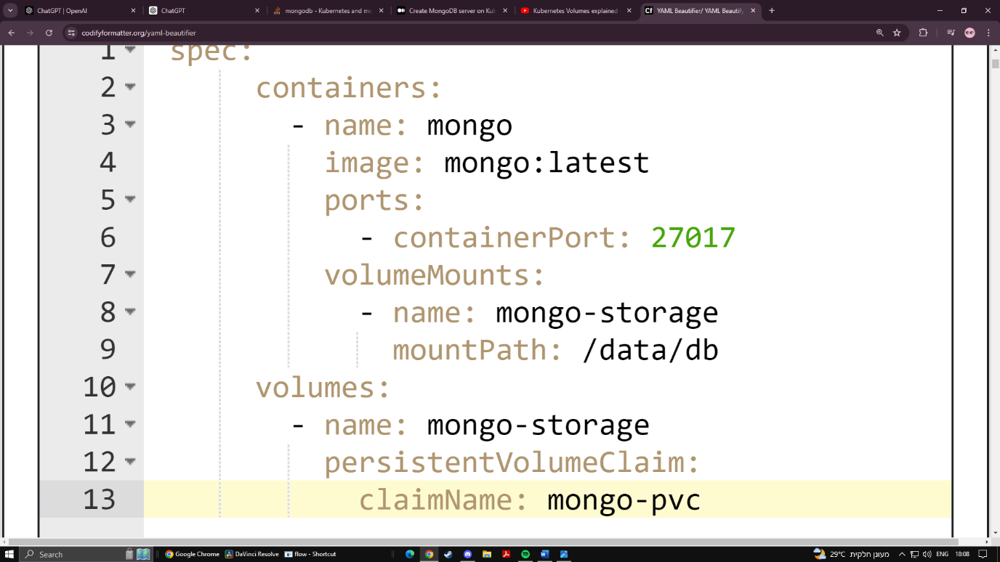 ChatGPT | OpenAI
ChatGPT
mongodb - Kubernetes and mo
Create MongoDB server on Kub
Kubernetes Volumes explained
Cf YAML Beautifier/ YAML Beautify
codifyformatter.org/yaml-beautifier
1 spec:
2 containers:
3 - name: mongo
4 image: mongo:latest
5 ports:
6 - containerPort: 27017
7 volumeMounts:
8 - name: mongo-storage
9 mountPath: /data/db
10 volumes:
11 - name: mongo-storage
12 persistentVolumeClaim:
13 claimName: mongo-pvc
Search
Google Chrome
DaVinci Resolve
flow - Shortcut
29°C
מעונן חלקית
ENG
18:08